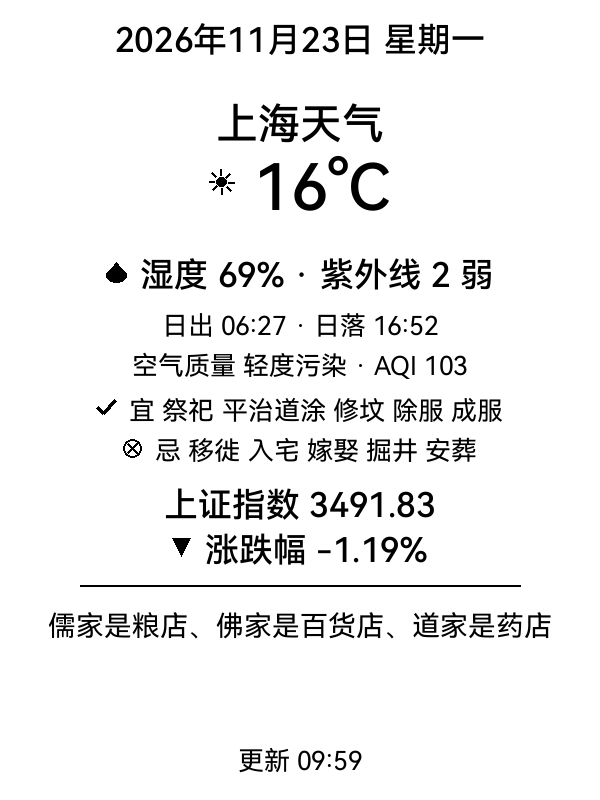 2026年11月23日 星期一
上海天气
16°C
湿度 69% · 紫外线 2 弱
日出 06:27 · 日落 16:52
空气质量 轻度污染 · AQI 103
宜 祭祀 平治道涂 修坟 除服 成服
忌 移徙 入宅 嫁娶 掘井 安葬
上证指数 3491.83
▼ 涨跌幅 -1.19%
儒家是粮店、佛家是百货店、道家是药店
更新 09:59